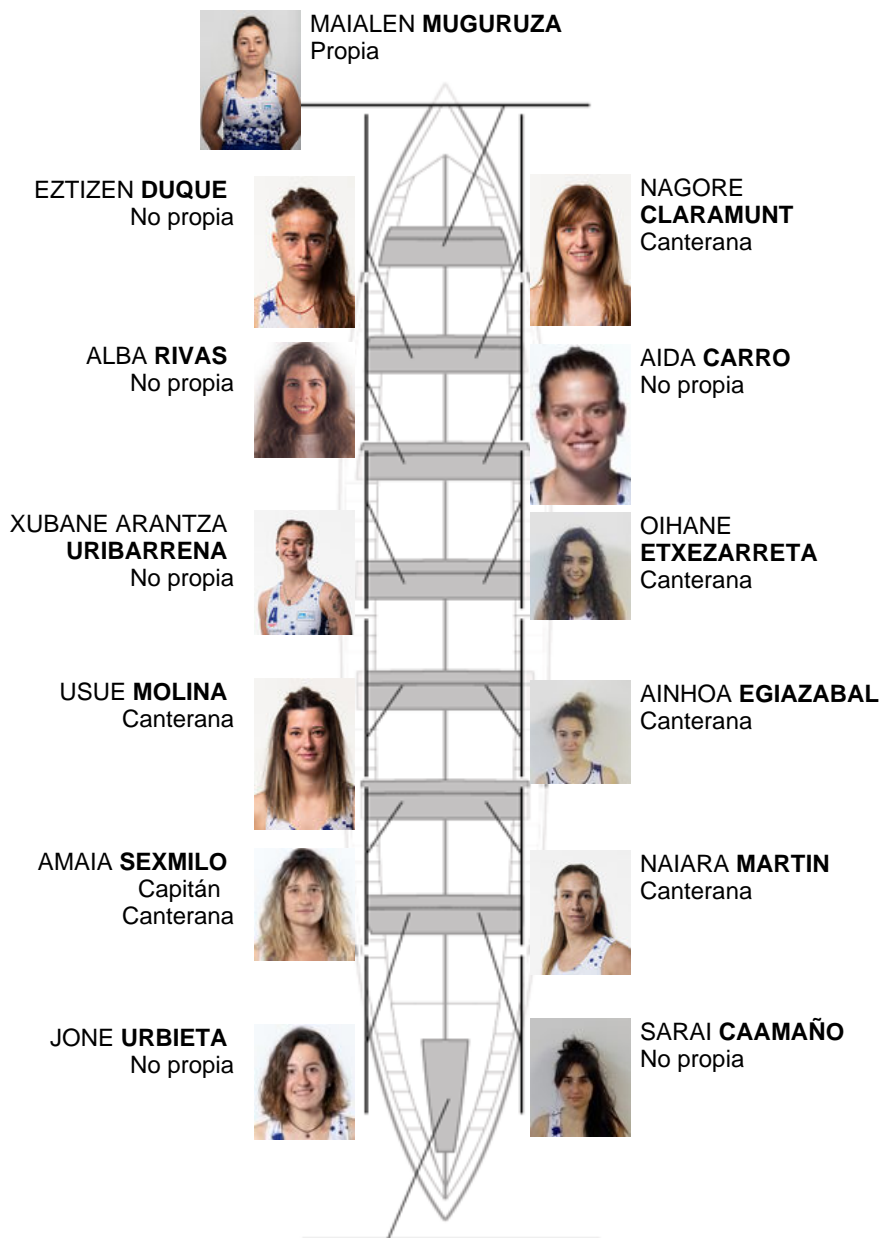 MAIALEN MUGURUZA
Propia
EZTIZEN DUQUE
No propia
NAGORE
CLARAMUNT
Canterana
ALBA RIVAS
No propia
AIDA CARRO
No propia
XUBANE ARANTZA
URIBARRENA
No propia
OIHANE
ETXEZARRETA
Canterana
USUE MOLINA
Canterana
AINHOA EGIAZABAL
Canterana
AMAIA SEXMILO
Capitán
Canterana
NAIARA MARTIN
Canterana
JONE URBIETA
No propia
SARAI CAAMAÑO
No propia